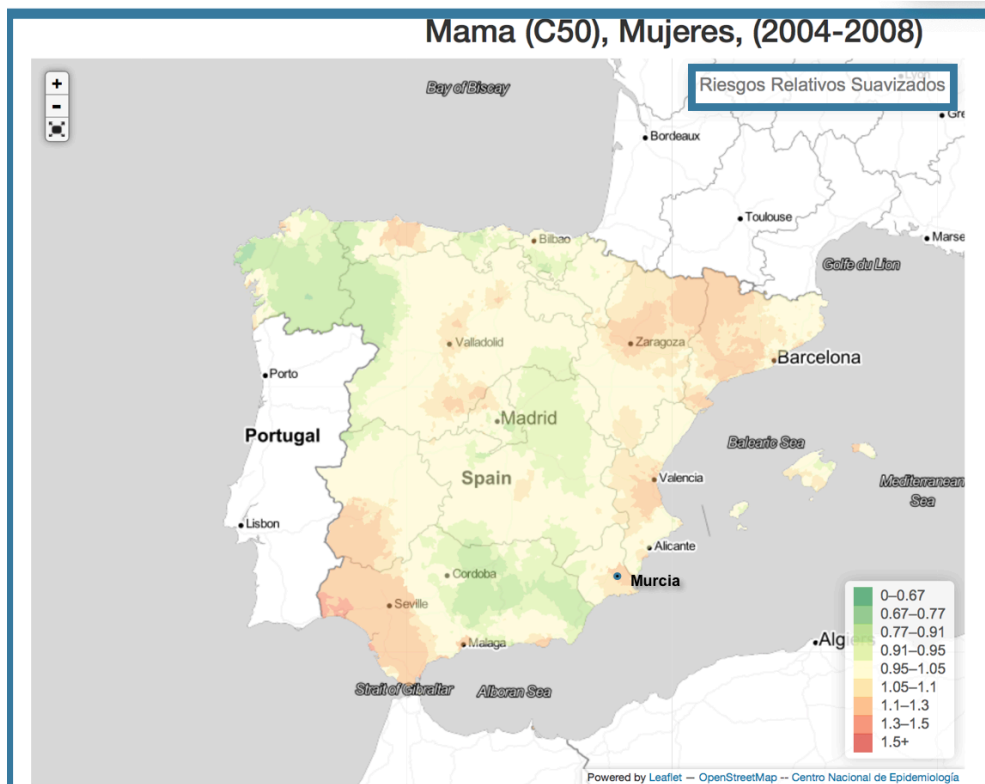 Mama (C50), Mujeres, (2004-2008)
+
-
Bay of Biscay
Lyon
Riesgos Relativos Suavizados
Gre
Bordeaux
Toulouse
Marse
Bilbao
Golfe du Lion
Valladolid
Zaragoza
Barcelona
Porto
Madrid
Portugal
Balearic Sea
Spain
Valencia
Mediterranean
Sea
Lisbon
Alicante
Cordoba
Murcia
Seville
Malaga
Algiers
Strait of Gibraltar
Alboran Sea
0–0.67
0.67–0.77
0.77–0.91
0.91–0.95
0.95–1.05
1.05–1.1
1.1–1.3
1.3–1.5
1.5+
Powered by Leaflet — OpenStreetMap -- Centro Nacional de Epidemiología